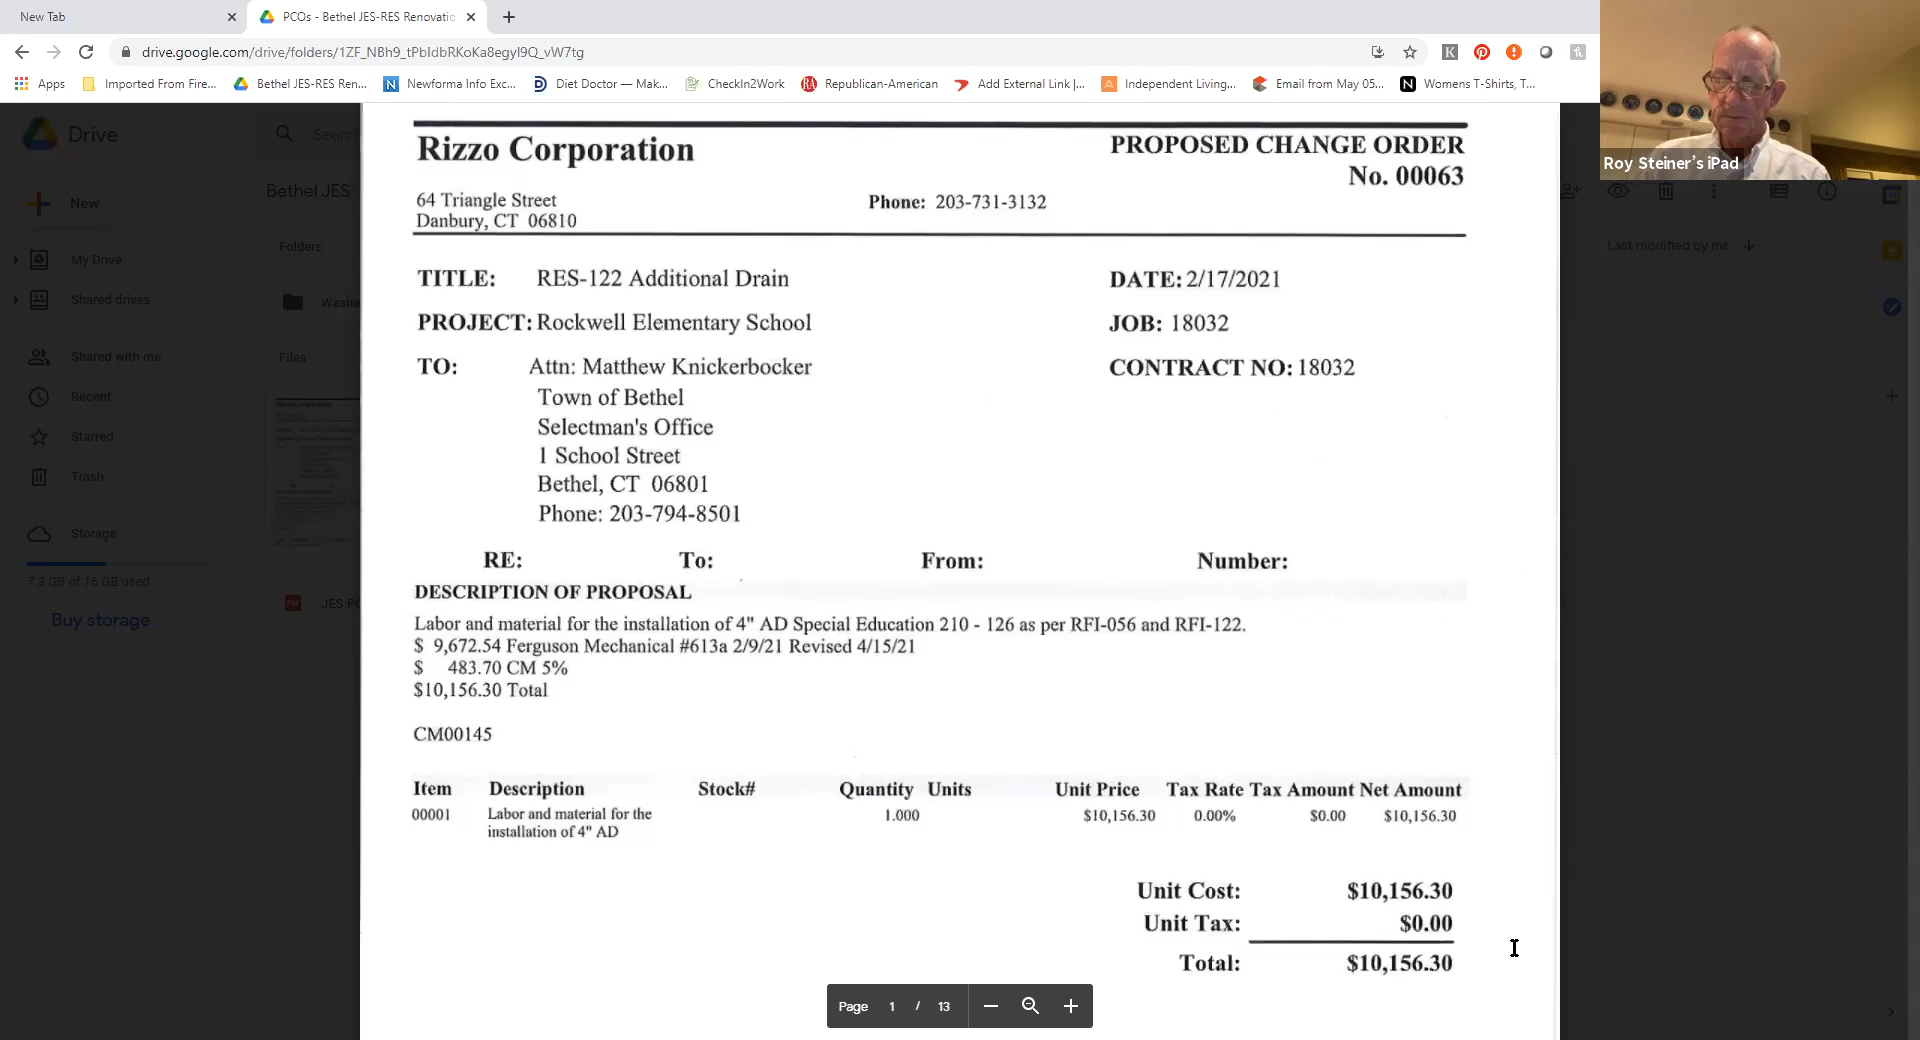 New Tab
PCOs - Bethel JES-RES Renovatio
drive.google.com/drive/folders/1ZF_NBh9_tPbIdbRKoKa8egyI9Q_vW7tg
Apps
Imported From Fire...
Bethel JES-RES Ren...
Newforma Info Exc...
Diet Doctor — Mak...
CheckIn2Work
Republican-American
Add External Link |...
Independent Living...
Email from May 05...
Womens T-Shirts, T...
Roy Steiner's iPad
Drive
Search
New
My Drive
Shared drives
Shared with me
Recent
Starred
Trash
Storage
7.3 GB of 16 GB used
Buy storage
Bethel JES-
Folders
Washe
Files
JES PC
Last modified by me
Rizzo Corporation
PROPOSED CHANGE ORDER
No. 00063
64 Triangle Street
Danbury, CT 06810
Phone: 203-731-3132
TITLE: RES-122 Additional Drain
DATE: 2/17/2021
PROJECT: Rockwell Elementary School
JOB: 18032
TO: Attn: Matthew Knickerbocker
CONTRACT NO: 18032
Town of Bethel
Selectman's Office
1 School Street
Bethel, CT 06801
Phone: 203-794-8501
RE: To: From: Number:
DESCRIPTION OF PROPOSAL
Labor and material for the installation of 4" AD Special Education 210 - 126 as per RFI-056 and RFI-122.
$ 9,672.54 Ferguson Mechanical #613a 2/9/21 Revised 4/15/21
$ 483.70 CM 5%
$10,156.30 Total
CM00145
Item Description Stock# Quantity Units Unit Price Tax Rate Tax Amount Net Amount
00001 Labor and material for the 1.000 $10,156.30 0.00% $0.00 $10,156.30
installation of 4" AD
Unit Cost: $10,156.30
Unit Tax: $0.00
Total: $10,156.30
Page 1 / 13